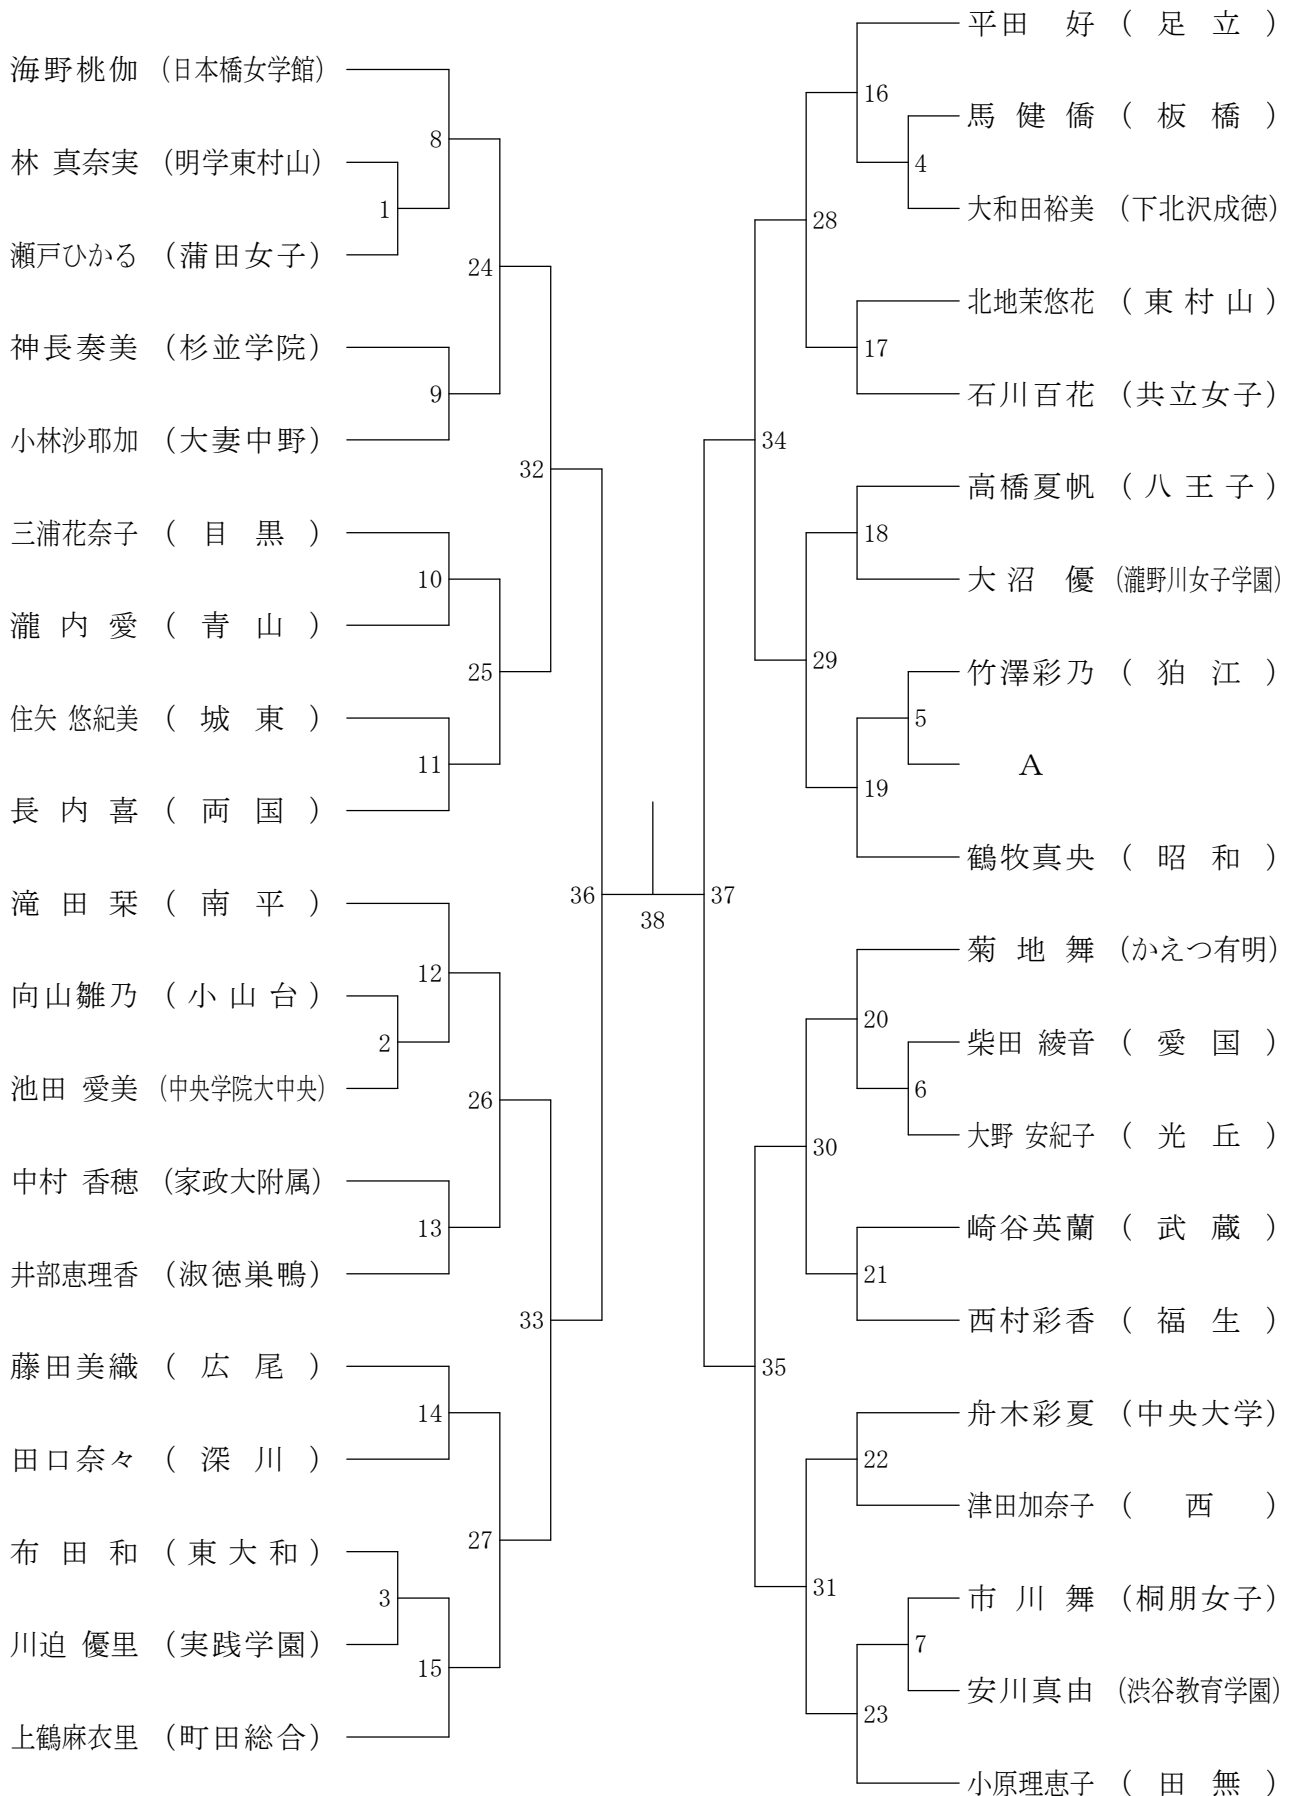 海野桃伽 (日本橋女学館)
林 真奈実 (明学東村山)
瀬戸ひかる (蒲田女子)
神長奏美 (杉並学院)
小林沙耶加 (大妻中野)
三浦花奈子 (目黒)
瀧内愛 (青山)
住矢 悠紀美 (城東)
長内喜 (両国)
滝田栞 (南平)
向山雛乃 (小山台)
池田 愛美 (中央学院大中央)
中村 香穂 (家政大附属)
井部恵理香 (淑徳巣鴨)
藤田美織 (広尾)
田口奈々 (深川)
布田和 (東大和)
川迫 優里 (実践学園)
上鶴麻衣里 (町田総合)
1
2
3
8
9
10
11
12
13
14
15
24
25
26
27
32
33
36
38
37
34
35
28
29
30
31
16
17
18
19
20
21
22
23
4
5
6
7
平田 好 (足立)
馬健僑 (板橋)
大和田裕美 (下北沢成徳)
北地茉悠花 (東村山)
石川百花 (共立女子)
高橋夏帆 (八王子)
大沼 優 (瀧野川女子学園)
竹澤彩乃 (狛江)
A
鶴牧真央 (昭和)
菊地舞 (かえつ有明)
柴田 綾音 (愛国)
大野 安紀子 (光丘)
崎谷英蘭 (武蔵)
西村彩香 (福生)
舟木彩夏 (中央大学)
津田加奈子 (西)
市川舞 (桐朋女子)
安川真由 (渋谷教育学園)
小原理恵子 (田無)